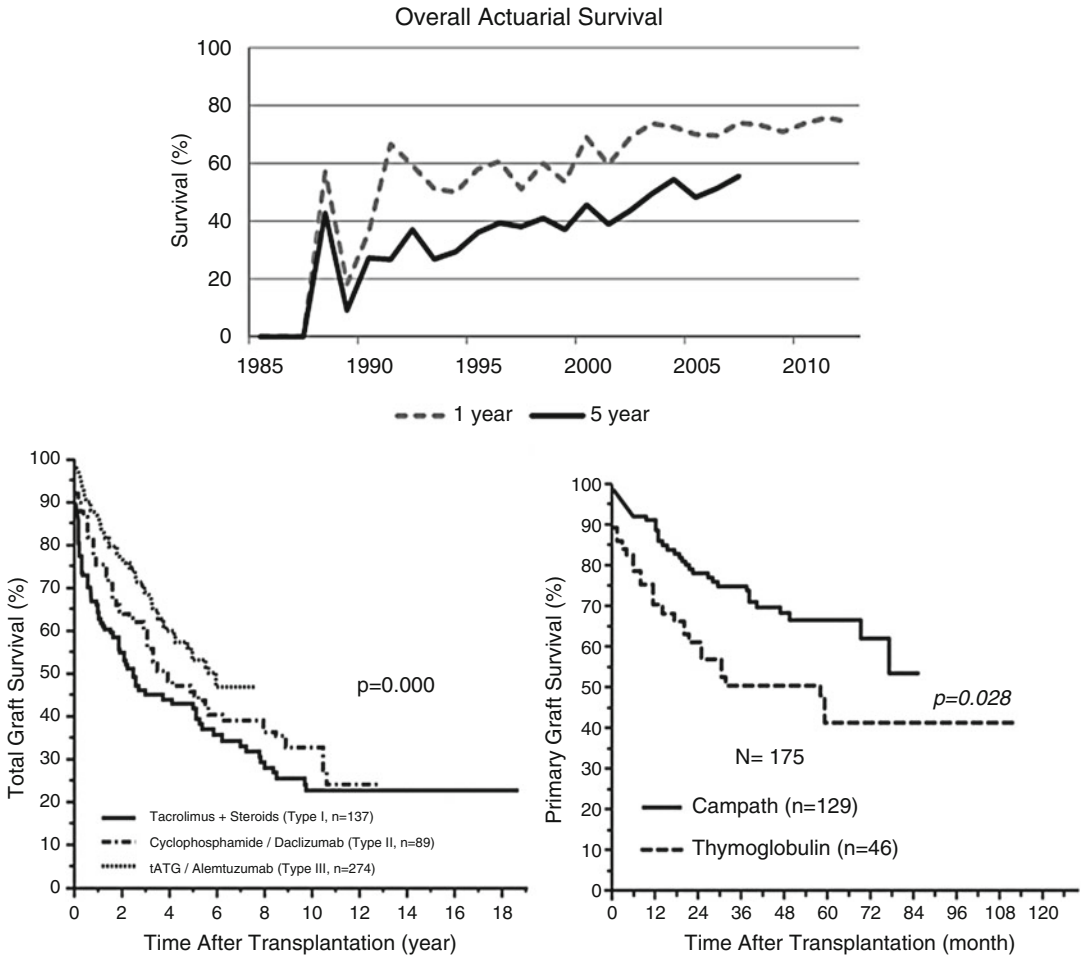 Overall Actuarial Survival
100
80
60
40
20
0
Survival (%)
1985 1990 1995 2000 2005 2010
1 year 5 year
100
90
80
70
60
50
40
30
20
10
0
Total Graft Survival (%)
p=0.000
Tacrolimus + Steroids (Type I, n=137)
Cyclophosphamide / Daclizumab (Type II, n=89)
tATG / Alemtuzumab (Type III, n=274)
0 2 4 6 8 10 12 14 16 18
Time After Transplantation (year)
100
90
80
70
60
50
40
30
20
10
0
Primary Graft Survival (%)
p=0.028
N= 175
Campath (n=129)
Thymoglobulin (n=46)
0 12 24 36 48 60 72 84 96 108 120
Time After Transplantation (month)